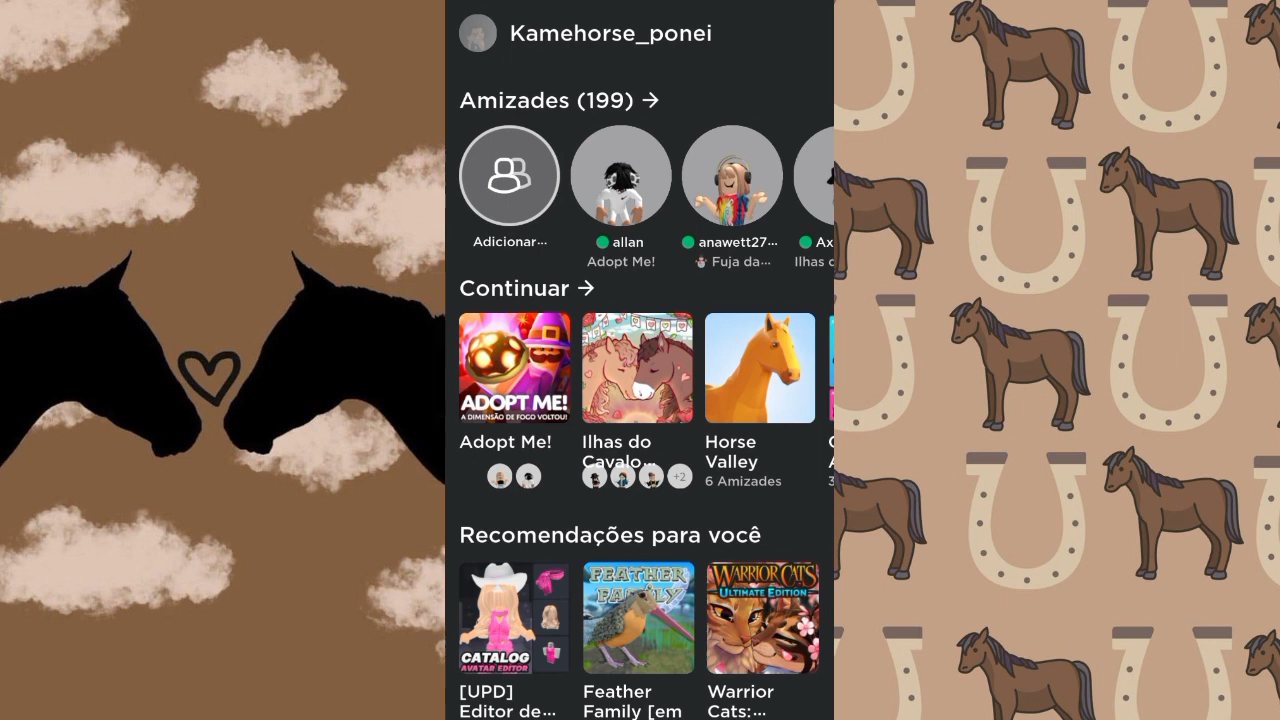 Kamehorse_ponei
Amizades (199) →
Adicionar...
allan
Adopt Me!
anawett27...
Fuja da...
Ax
Ilhas d
Continuar →
ADOPT ME!
A DIMENSÃO DE FOGO VOLTOU!
Adopt Me!
Ilhas do
Cavalo...
+2
Horse
Valley
6 Amizades
Recomendações para você
CATALOG
AVATAR EDITOR
FEATHER
FAMILY
WARRIOR CATS
ULTIMATE EDITION
[UPD]
Editor de...
Feather
Family [em
Warrior
Cats:...